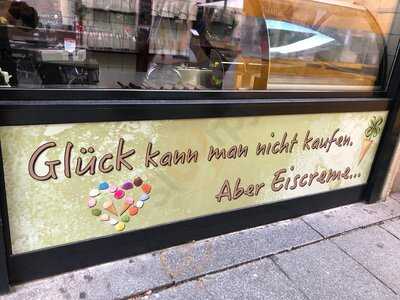 Glück kann man nicht kaufen.
Aber Eiscreme...